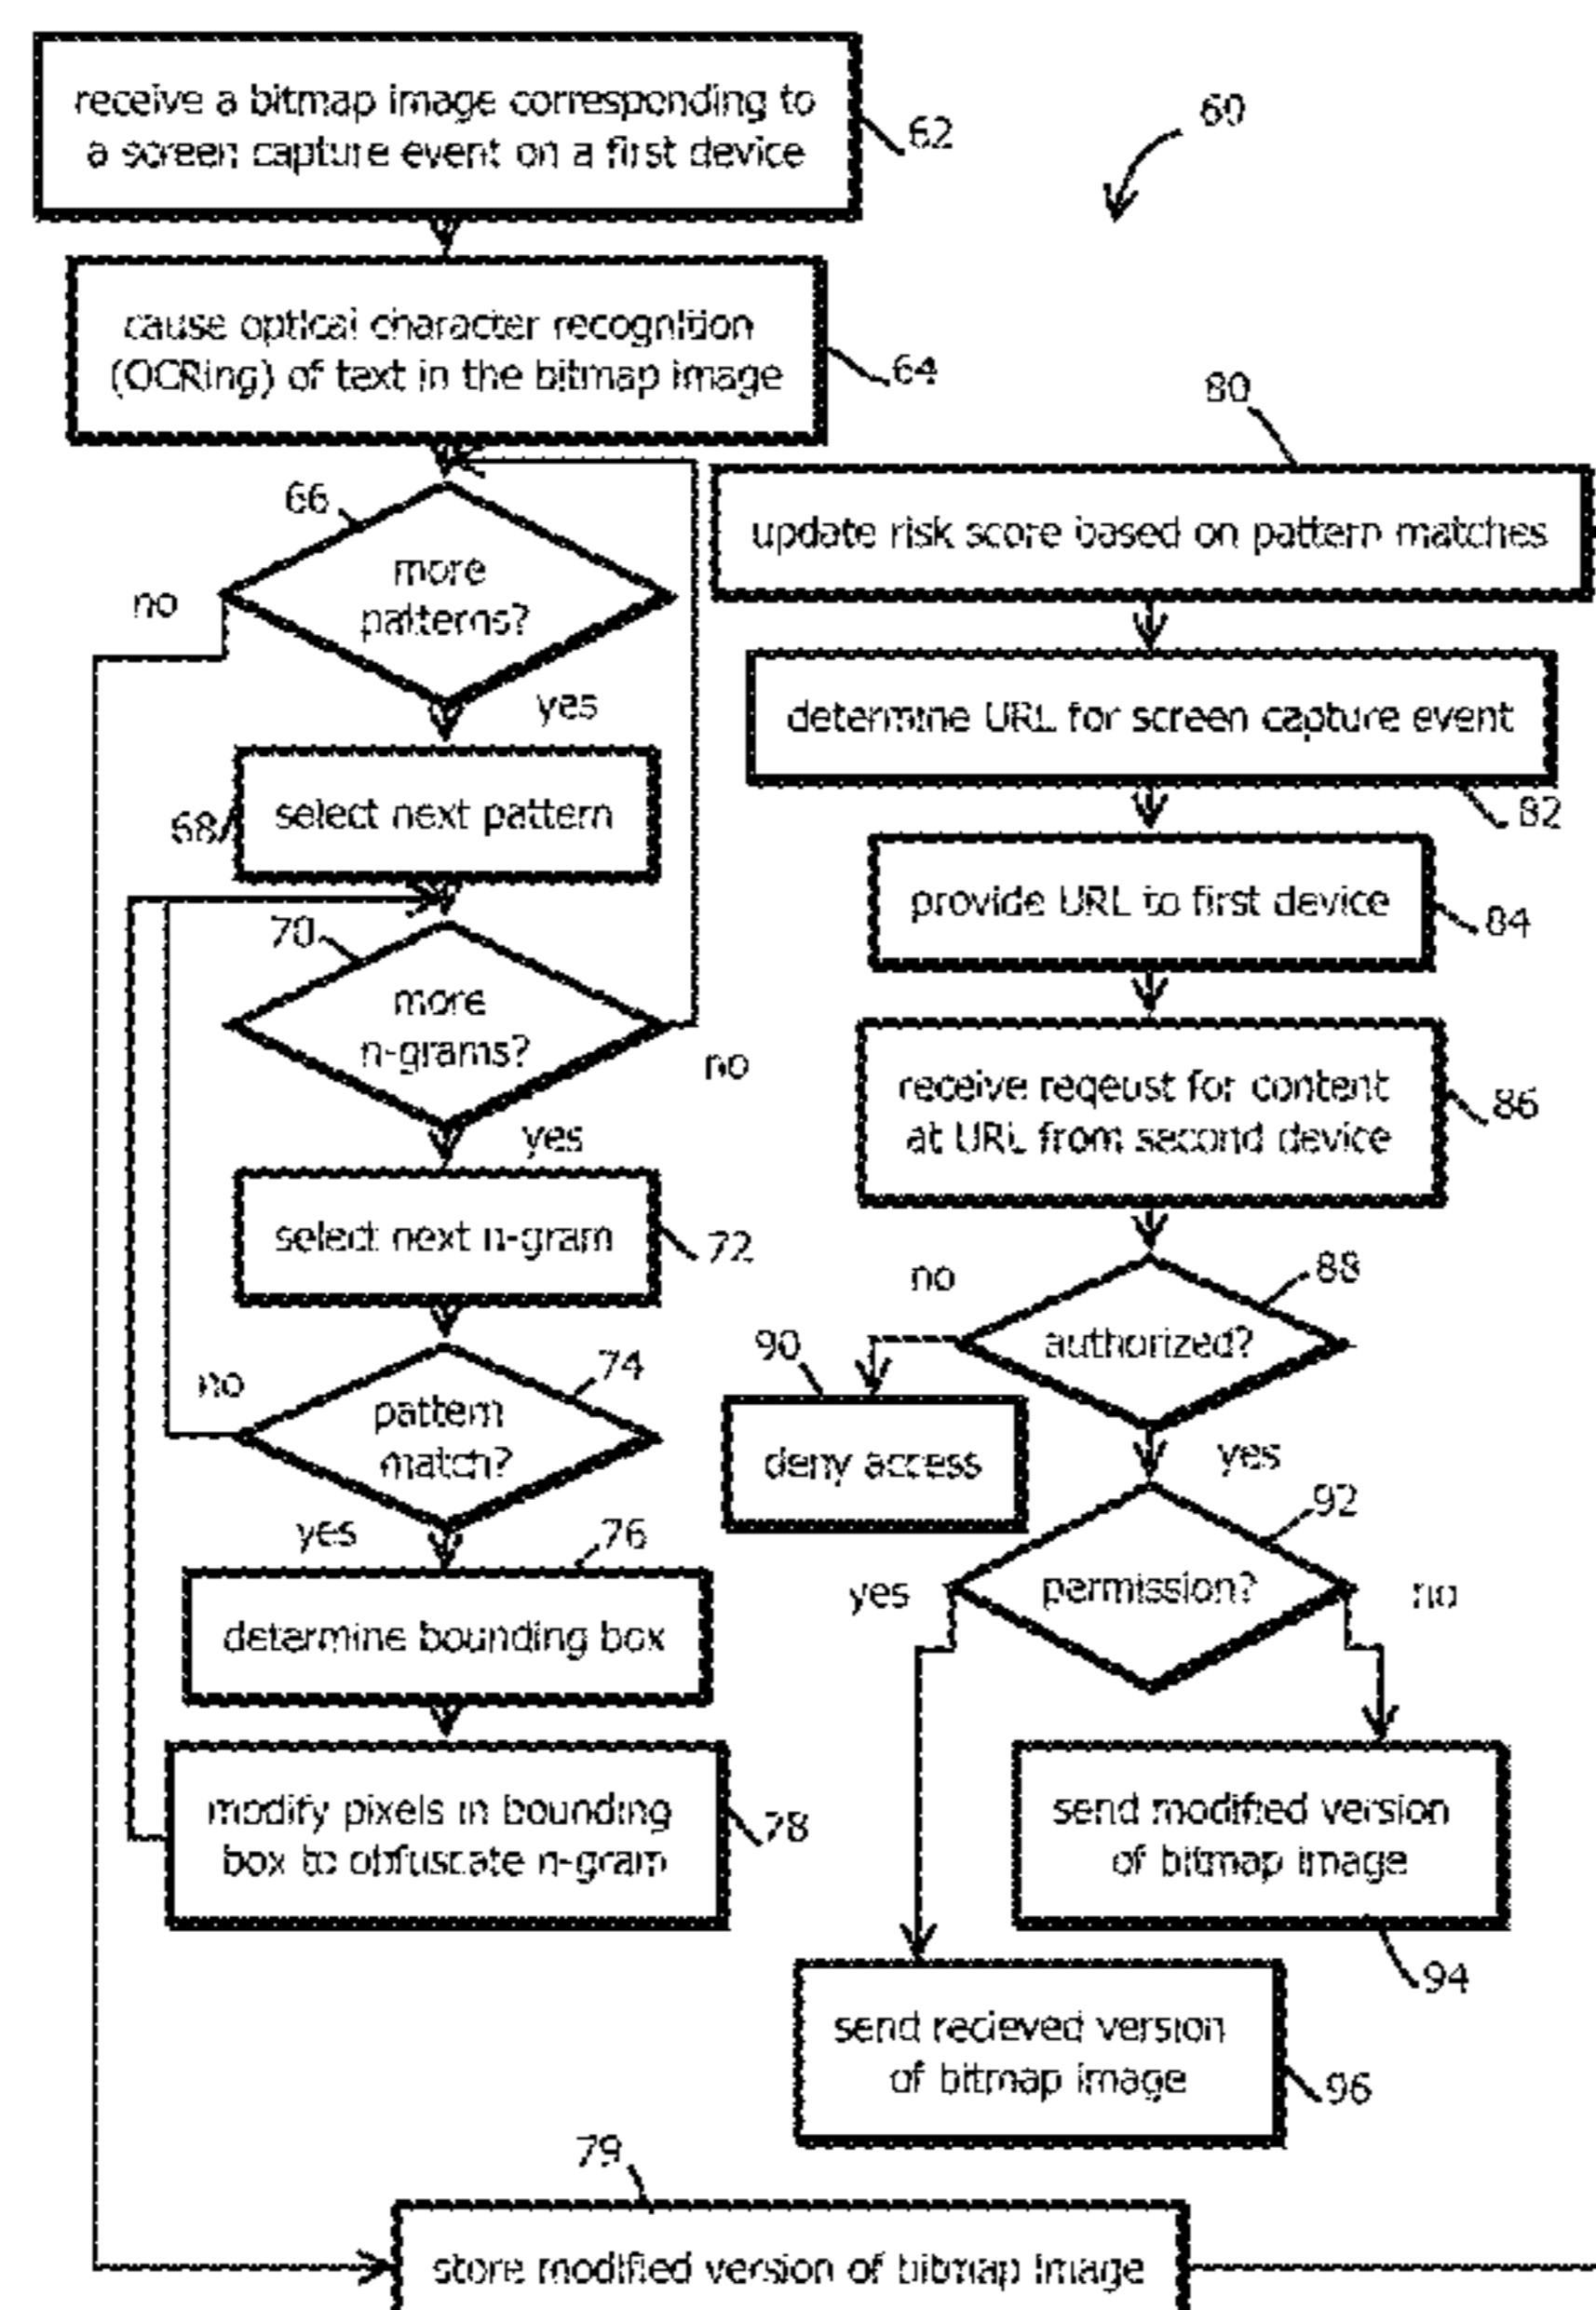 receive a bitmap image corresponding to
a screen capture event on a first device
62
60
cause optical character recognition
(OCRing) of text in the bitmap image
64
66
more
patterns?
no
yes
68
select next pattern
70
more
n-grams?
no
yes
select next n-gram
72
74
no
pattern
match?
yes
76
determine bounding box
modify pixels in bounding
box to obfuscate n-gram
78
79
store modified version of bitmap image
80
update risk score based on pattern matches
determine URL for screen capture event
82
provide URL to first device
84
receive reqeust for content
at URL from second device
86
no
88
authorized?
90
deny access
yes
92
yes
permission?
no
send modified version
of bitmap image
94
send recieved version
of bitmap image
96